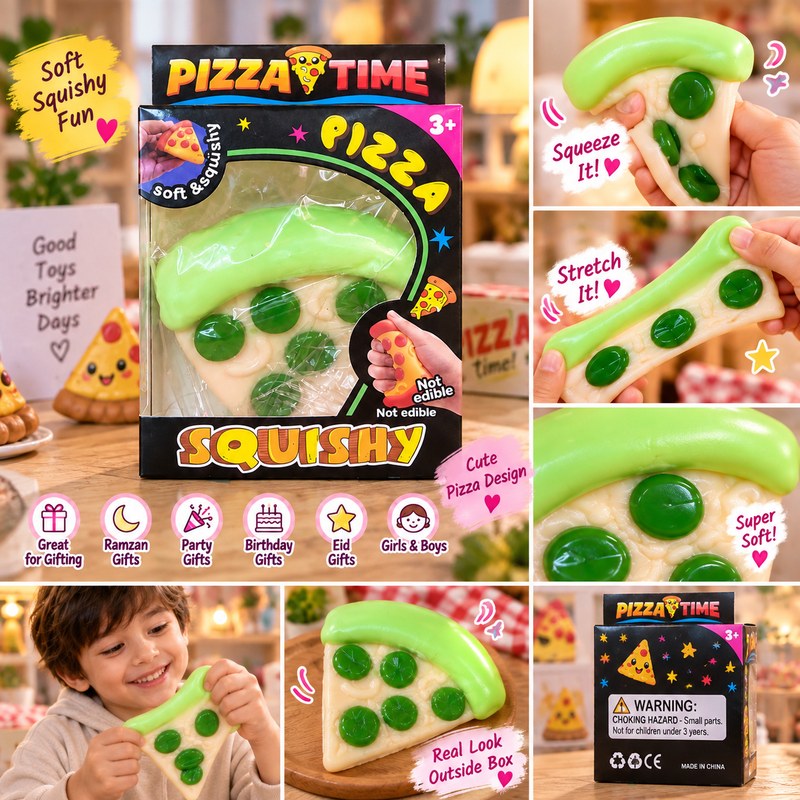 Soft
Squishy
Fun
PIZZA TIME
3+
PIZZA
soft & squishy
Good
Toys
Brighter
Days
PIZZA
time!
Not
edible
Not edible
SQUISHY
Cute
Pizza Design
Great
for Gifting
Ramzan
Gifts
Party
Gifts
Birthday
Gifts
Eid
Gifts
Girls & Boys
Squeeze
It!
Stretch
It!
Super
Soft!
Real Look
Outside Box
PIZZA TIME
3+
WARNING:
CHOKING HAZARD - Small parts.
Not for children under 3 yeers.
CE
MADE IN CHINA